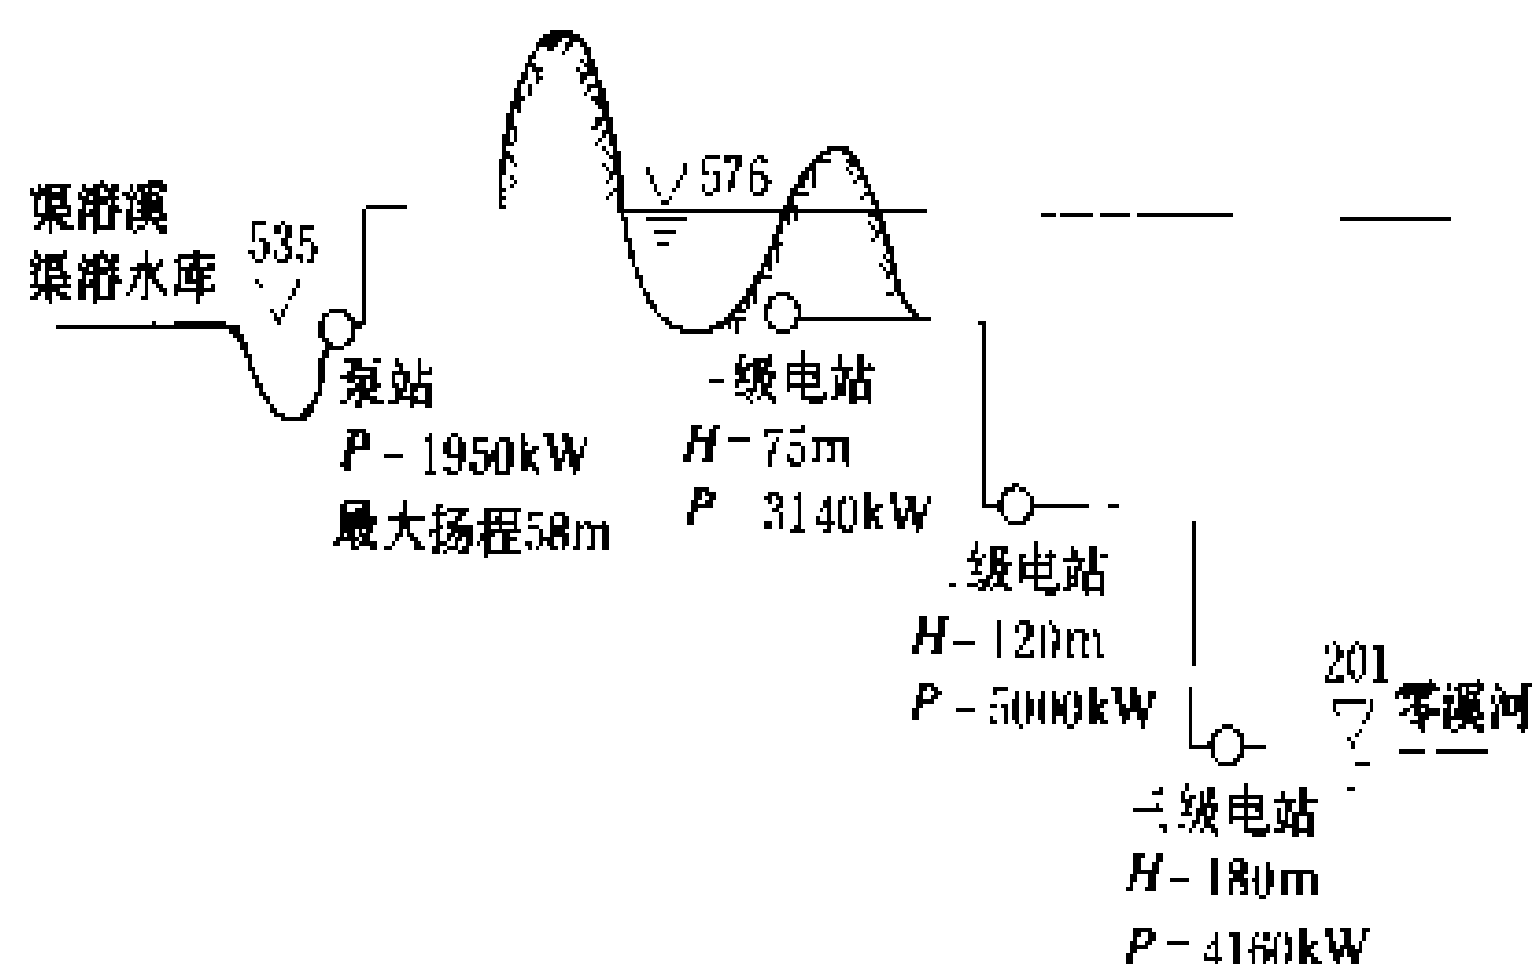 渠溶溪
渠溶水库
535
576
泵站
P-1950kW
最大扬程58m
一级电站
H-75m
P 3140kW
级电站
H-120m
P-5000kW
201
零溪河
级电站
H-180m
P-4160kW